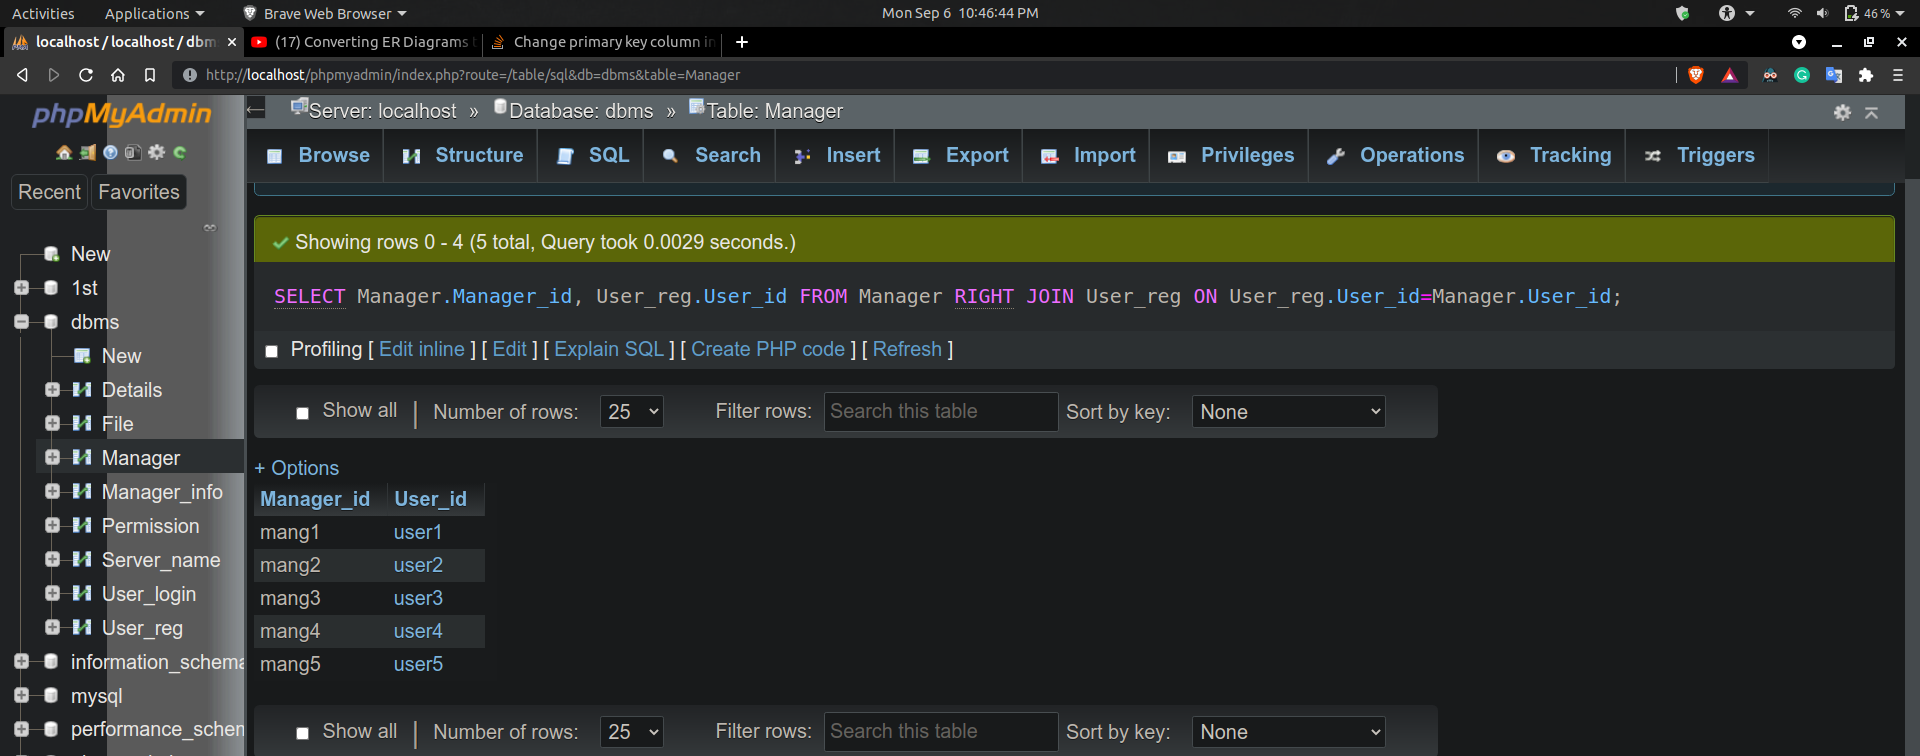 Activities Applications Brave Web Browser Mon Sep 6 10:46:44 PM 46 %
localhost / localhost / dbm (17) Converting ER Diagrams t Change primary key column in
http://localhost/phpmyadmin/index.php?route=/table/sql&db=dbms&table=Manager
phpMyAdmin
Server: localhost » Database: dbms » Table: Manager
Browse Structure SQL Search Insert Export Import Privileges Operations Tracking Triggers
Recent Favorites
New
1st
dbms
New
Details
File
Manager
Manager_info
Permission
Server_name
User_login
User_reg
information_schema
mysql
performance_schem
Showing rows 0 - 4 (5 total, Query took 0.0029 seconds.)
SELECT Manager.Manager_id, User_reg.User_id FROM Manager RIGHT JOIN User_reg ON User_reg.User_id=Manager.User_id;
Profiling [ Edit inline ] [ Edit ] [ Explain SQL ] [ Create PHP code ] [ Refresh ]
Show all | Number of rows: 25 Filter rows: Search this table Sort by key: None
+ Options
Manager_id User_id
mang1 user1
mang2 user2
mang3 user3
mang4 user4
mang5 user5
Show all | Number of rows: 25 Filter rows: Search this table Sort by key: None